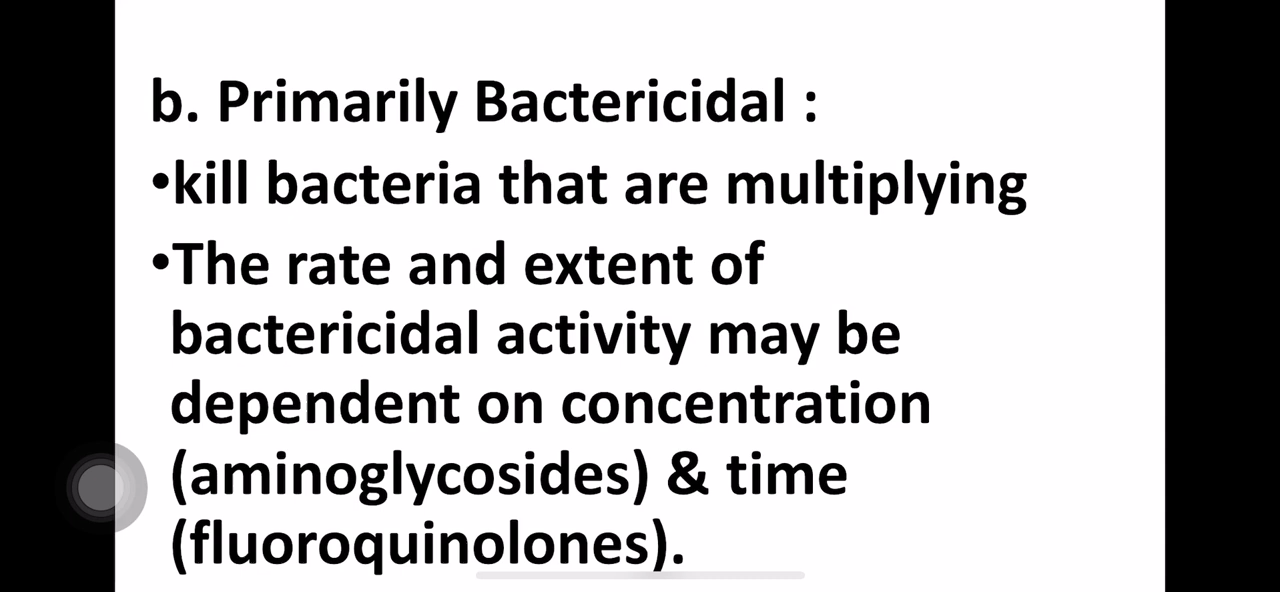 b. Primarily Bactericidal :
•kill bacteria that are multiplying
•The rate and extent of
bactericidal activity may be
dependent on concentration
(aminoglycosides) & time
(fluoroquinolones).